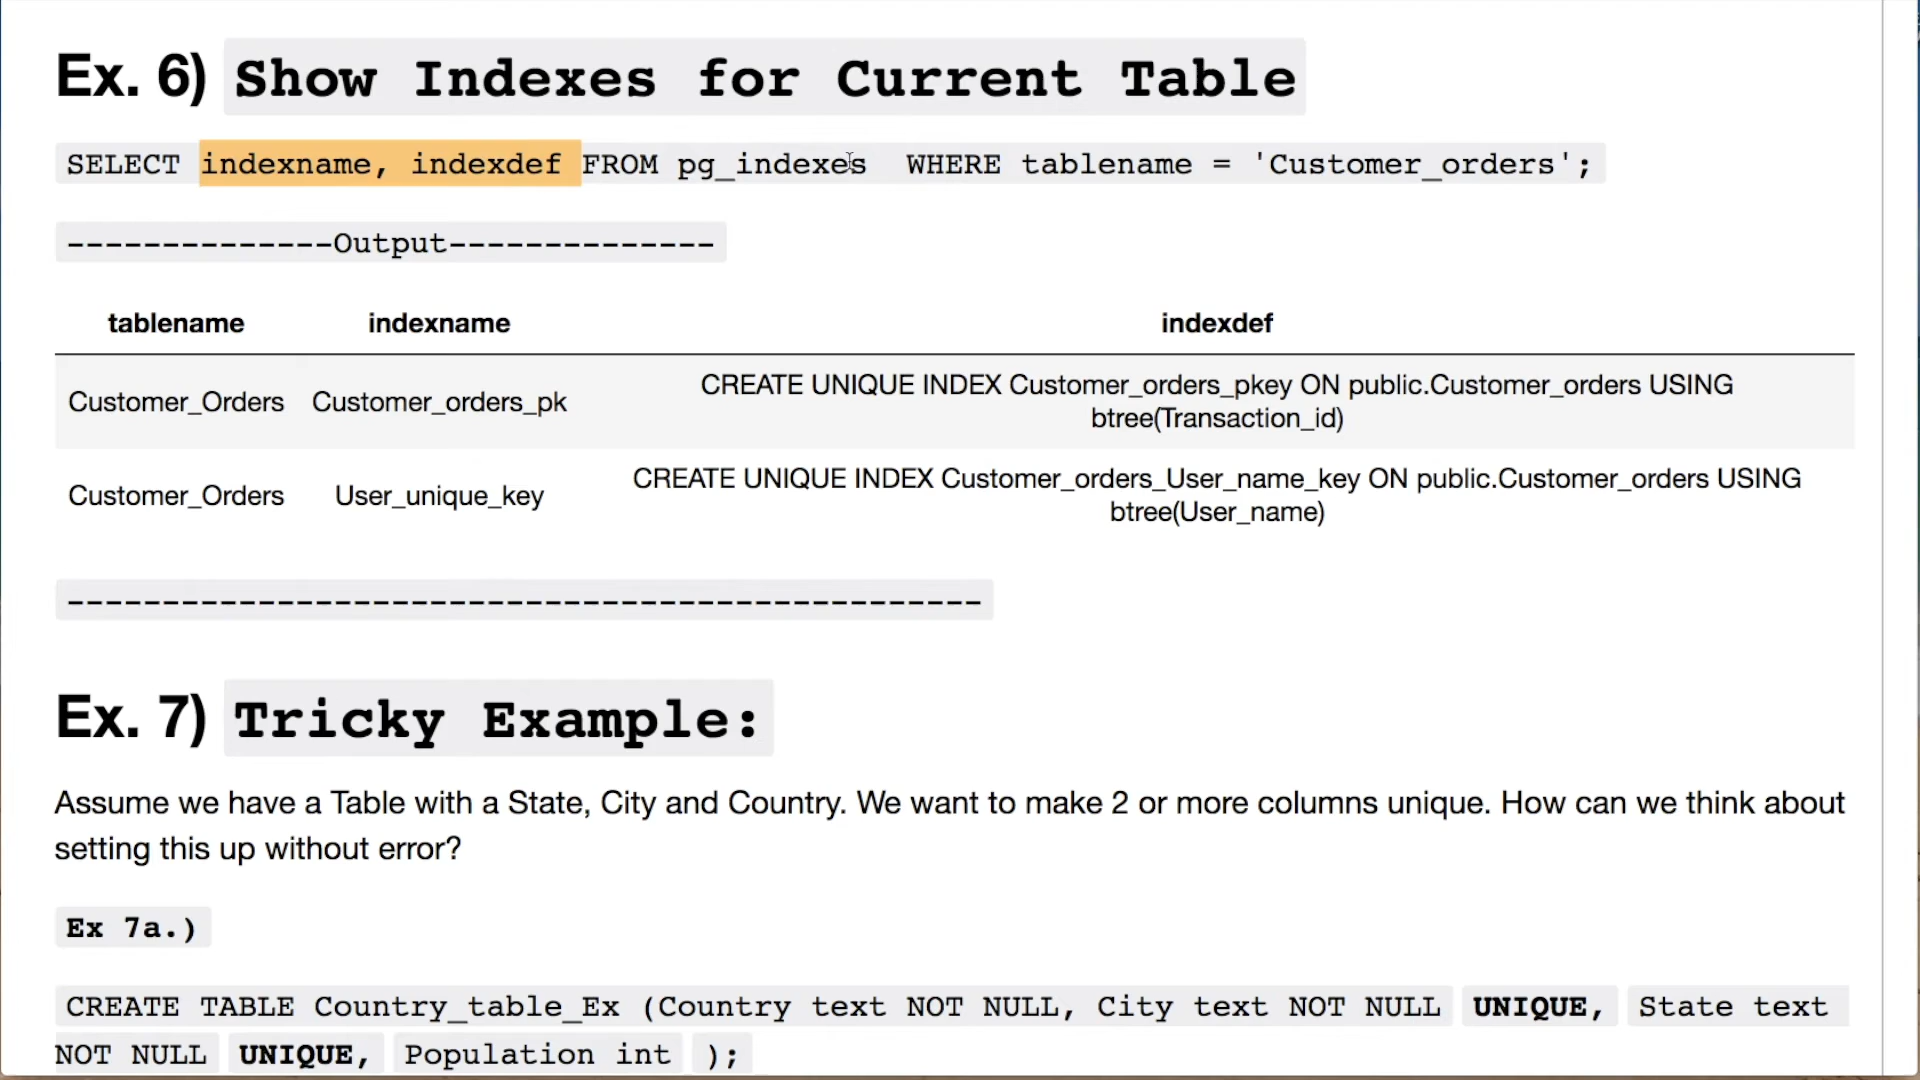 Ex. 6) Show Indexes for Current Table
SELECT indexname, indexdef FROM pg_indexes  WHERE tablename = 'Customer_orders';
--------------Output--------------
tablename indexname indexdef
Customer_Orders Customer_orders_pk CREATE UNIQUE INDEX Customer_orders_pkey ON public.Customer_orders USING
btree(Transaction_id)
Customer_Orders User_unique_key CREATE UNIQUE INDEX Customer_orders_User_name_key ON public.Customer_orders USING
btree(User_name)
------------------------------------------------
Ex. 7) Tricky Example:
Assume we have a Table with a State, City and Country. We want to make 2 or more columns unique. How can we think about
setting this up without error?
Ex 7a.)
CREATE TABLE Country_table_Ex (Country text NOT NULL, City text NOT NULL UNIQUE, State text
NOT NULL UNIQUE, Population int );